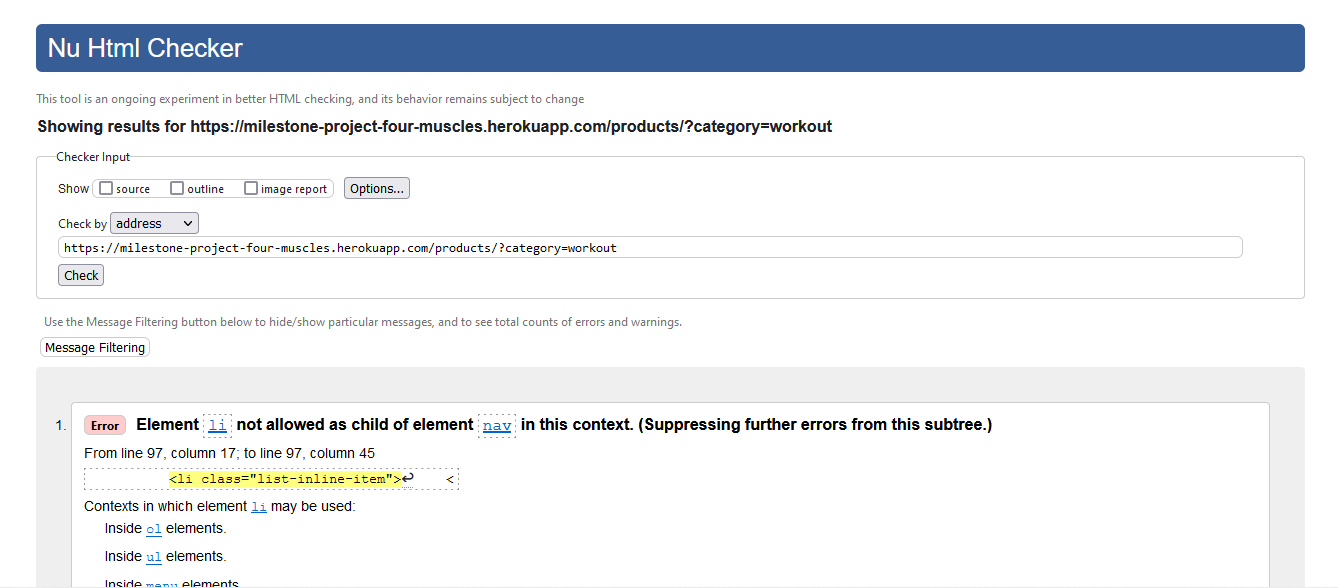 Nu Html Checker
This tool is an ongoing experiment in better HTML checking, and its behavior remains subject to change
Showing results for https://milestone-project-four-muscles.herokuapp.com/products/?category=workout
Checker Input
Show source outline image report Options...
Check by address
https://milestone-project-four-muscles.herokuapp.com/products/?category=workout
Check
Use the Message Filtering button below to hide/show particular messages, and to see total counts of errors and warnings.
Message Filtering
1. Error Element li not allowed as child of element nav in this context. (Suppressing further errors from this subtree.)
From line 97, column 17; to line 97, column 45
<li class="list-inline-item">↩ <
Contexts in which element li may be used:
Inside ol elements.
Inside ul elements.
Inside menu elements.